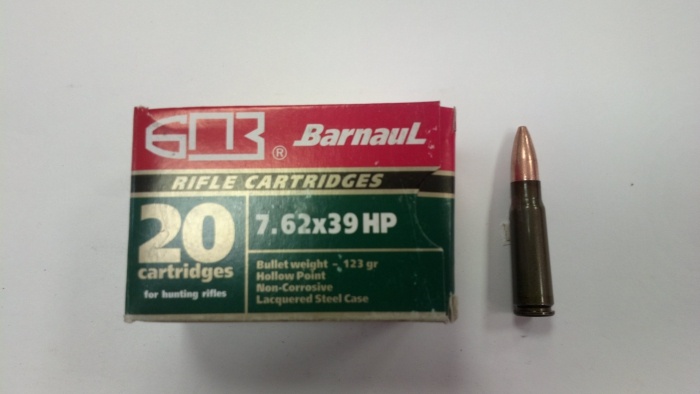 БПЗ ® BarnauL
RIFLE CARTRIDGES
20
cartridges
for hunting rifles
7.62x39 HP
Bullet weight - 123 gr
Hollow Point
Non-Corrosive
Lacquered Steel Case